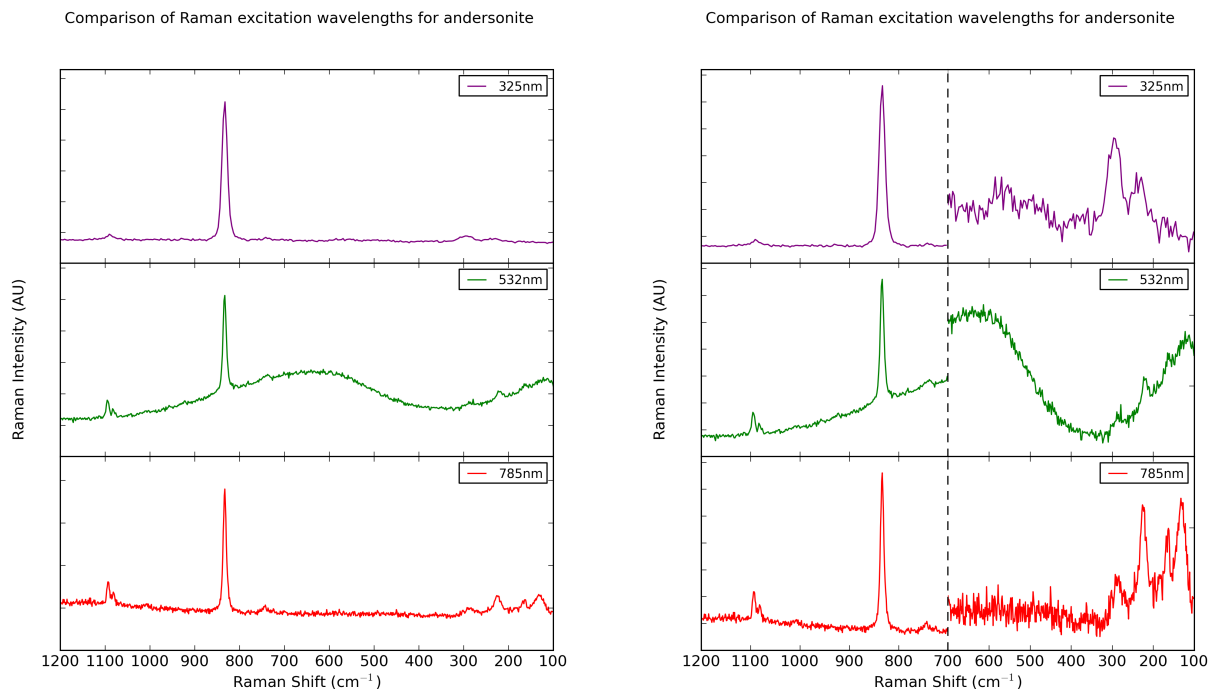 Comparison of Raman excitation wavelengths for andersonite
325nm
532nm
785nm
Raman Intensity (AU)
1200 1100 1000 900 800 700 600 500 400 300 200 100
Raman Shift (cm⁻¹)
Comparison of Raman excitation wavelengths for andersonite
325nm
532nm
785nm
Raman Intensity (AU)
1200 1100 1000 900 800 700 600 500 400 300 200 100
Raman Shift (cm⁻¹)